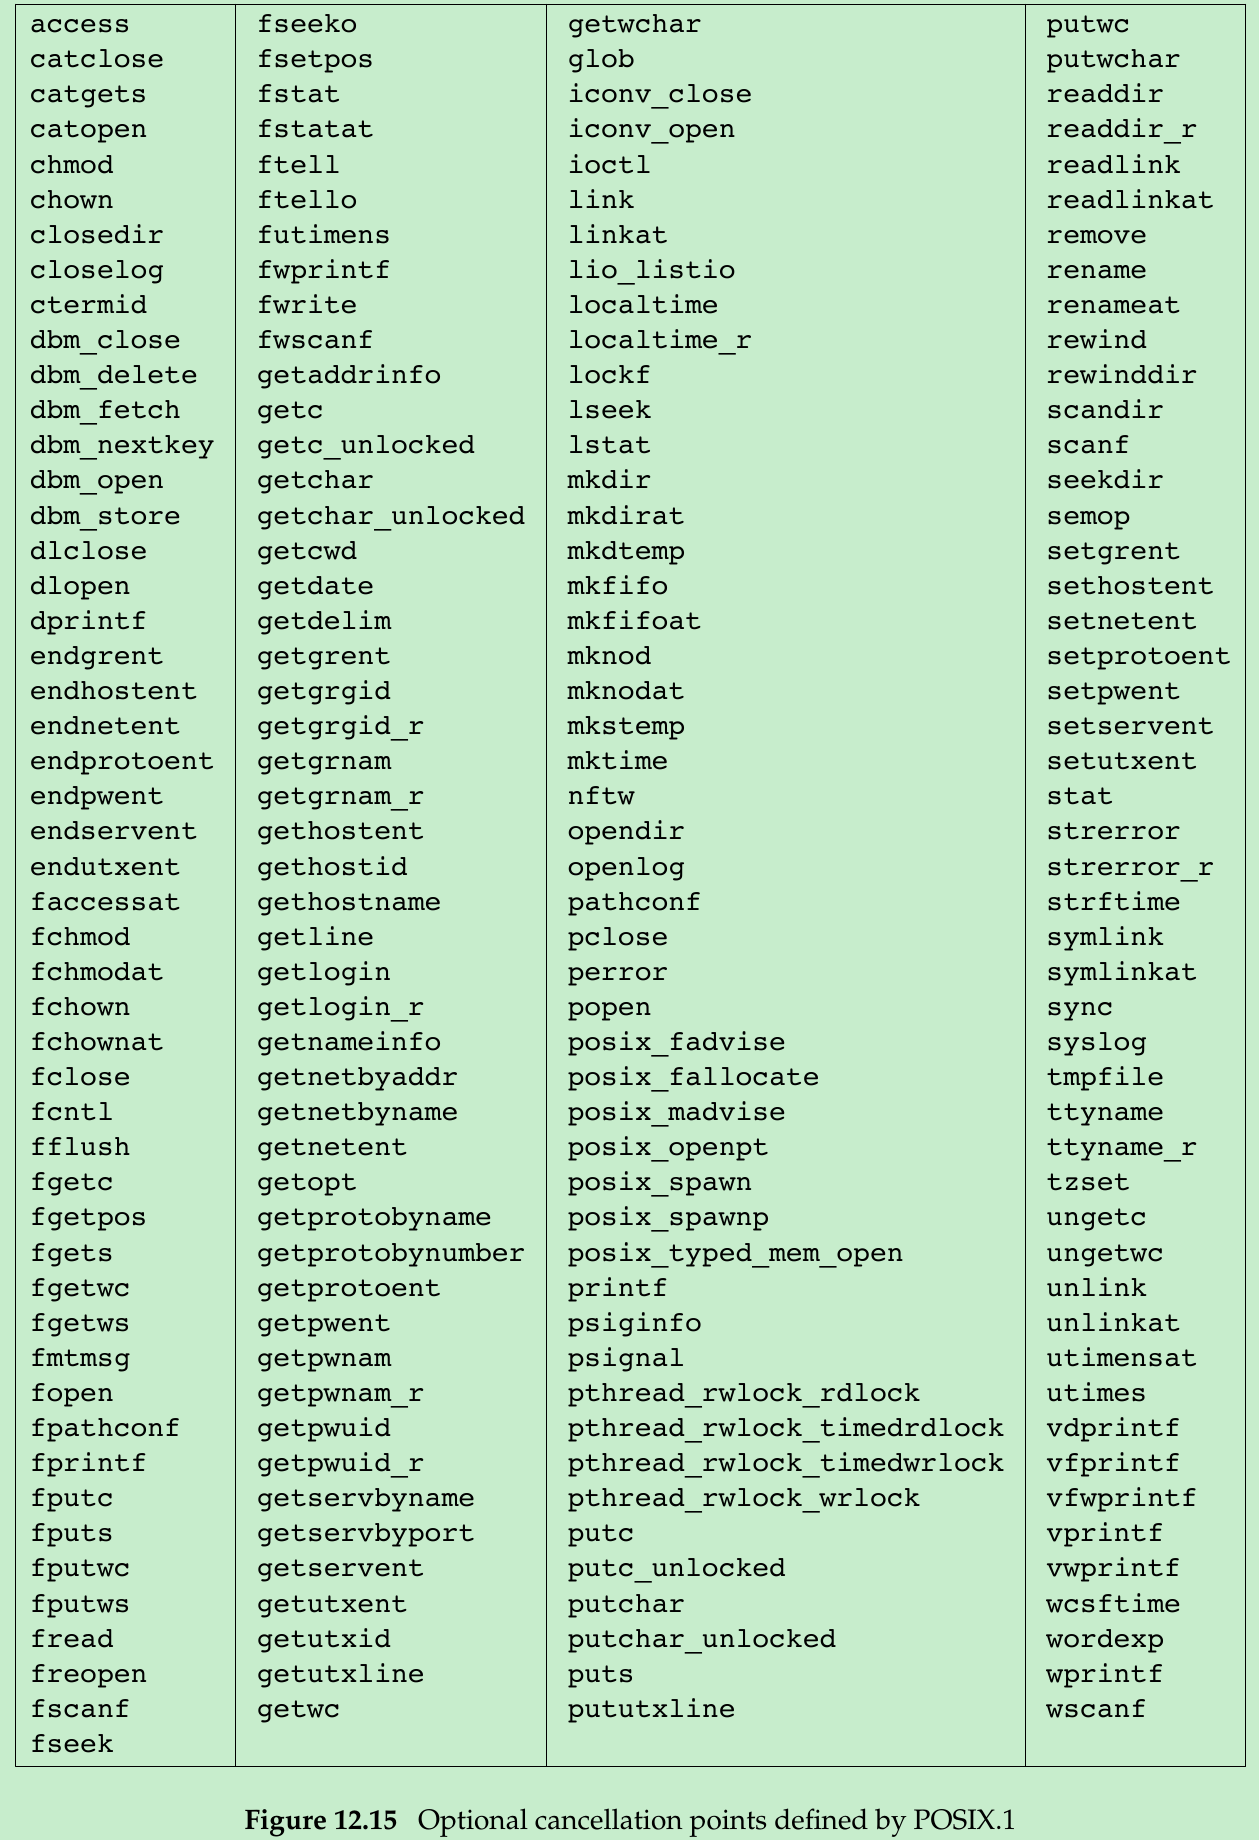 access fseeko getwchar putwc
catclose fsetpos glob putwchar
catgets fstat iconv_close readdir
catopen fstatat iconv_open readdir_r
chmod ftell ioctl readlink
chown ftello link readlinkat
closedir futimens linkat remove
closelog fwprintf lio_listio rename
ctermid fwrite localtime renameat
dbm_close fwscanf localtime_r rewind
dbm_delete getaddrinfo lockf rewinddir
dbm_fetch getc lseek scandir
dbm_nextkey getc_unlocked lstat scanf
dbm_open getchar mkdir seekdir
dbm_store getchar_unlocked mkdirat semop
dlclose getcwd mkdtemp setgrent
dlopen getdate mkfifo sethostent
dprintf getdelim mkfifoat setnetent
endgrent getgrent mknod setprotoent
endhostent getgrgid mknodat setpwent
endnetent getgrgid_r mkstemp setservent
endprotoent getgrnam mktime setutxent
endpwent getgrnam_r nftw stat
endservent gethostent opendir strerror
endutxent gethostid openlog strerror_r
faccessat gethostname pathconf strftime
fchmod getline pclose symlink
fchmodat getlogin perror symlinkat
fchown getlogin_r popen sync
fchownat getnameinfo posix_fadvise syslog
fclose getnetbyaddr posix_fallocate tmpfile
fcntl getnetbyname posix_madvise ttyname
fflush getnetent posix_openpt ttyname_r
fgetc getopt posix_spawn tzset
fgetpos getprotobyname posix_spawnp ungetc
fgets getprotobynumber posix_typed_mem_open ungetwc
fgetwc getprotoent printf unlink
fgetws getpwent psiginfo unlinkat
fmtmsg getpwnam psignal utimensat
fopen getpwnam_r pthread_rwlock_rdlock utimes
fpathconf getpwuid pthread_rwlock_timedrdlock vdprintf
fprintf getpwuid_r pthread_rwlock_timedwrlock vfprintf
fputc getservbyname pthread_rwlock_wrlock vfwprintf
fputs getservbyport putc vprintf
fputwc getservent putc_unlocked vwprintf
fputws getutxent putchar wcsftime
fread getutxid putchar_unlocked wordexp
freopen getutxline puts wprintf
fscanf getwc pututxline wscanf
fseek
Figure 12.15 Optional cancellation points defined by POSIX.1